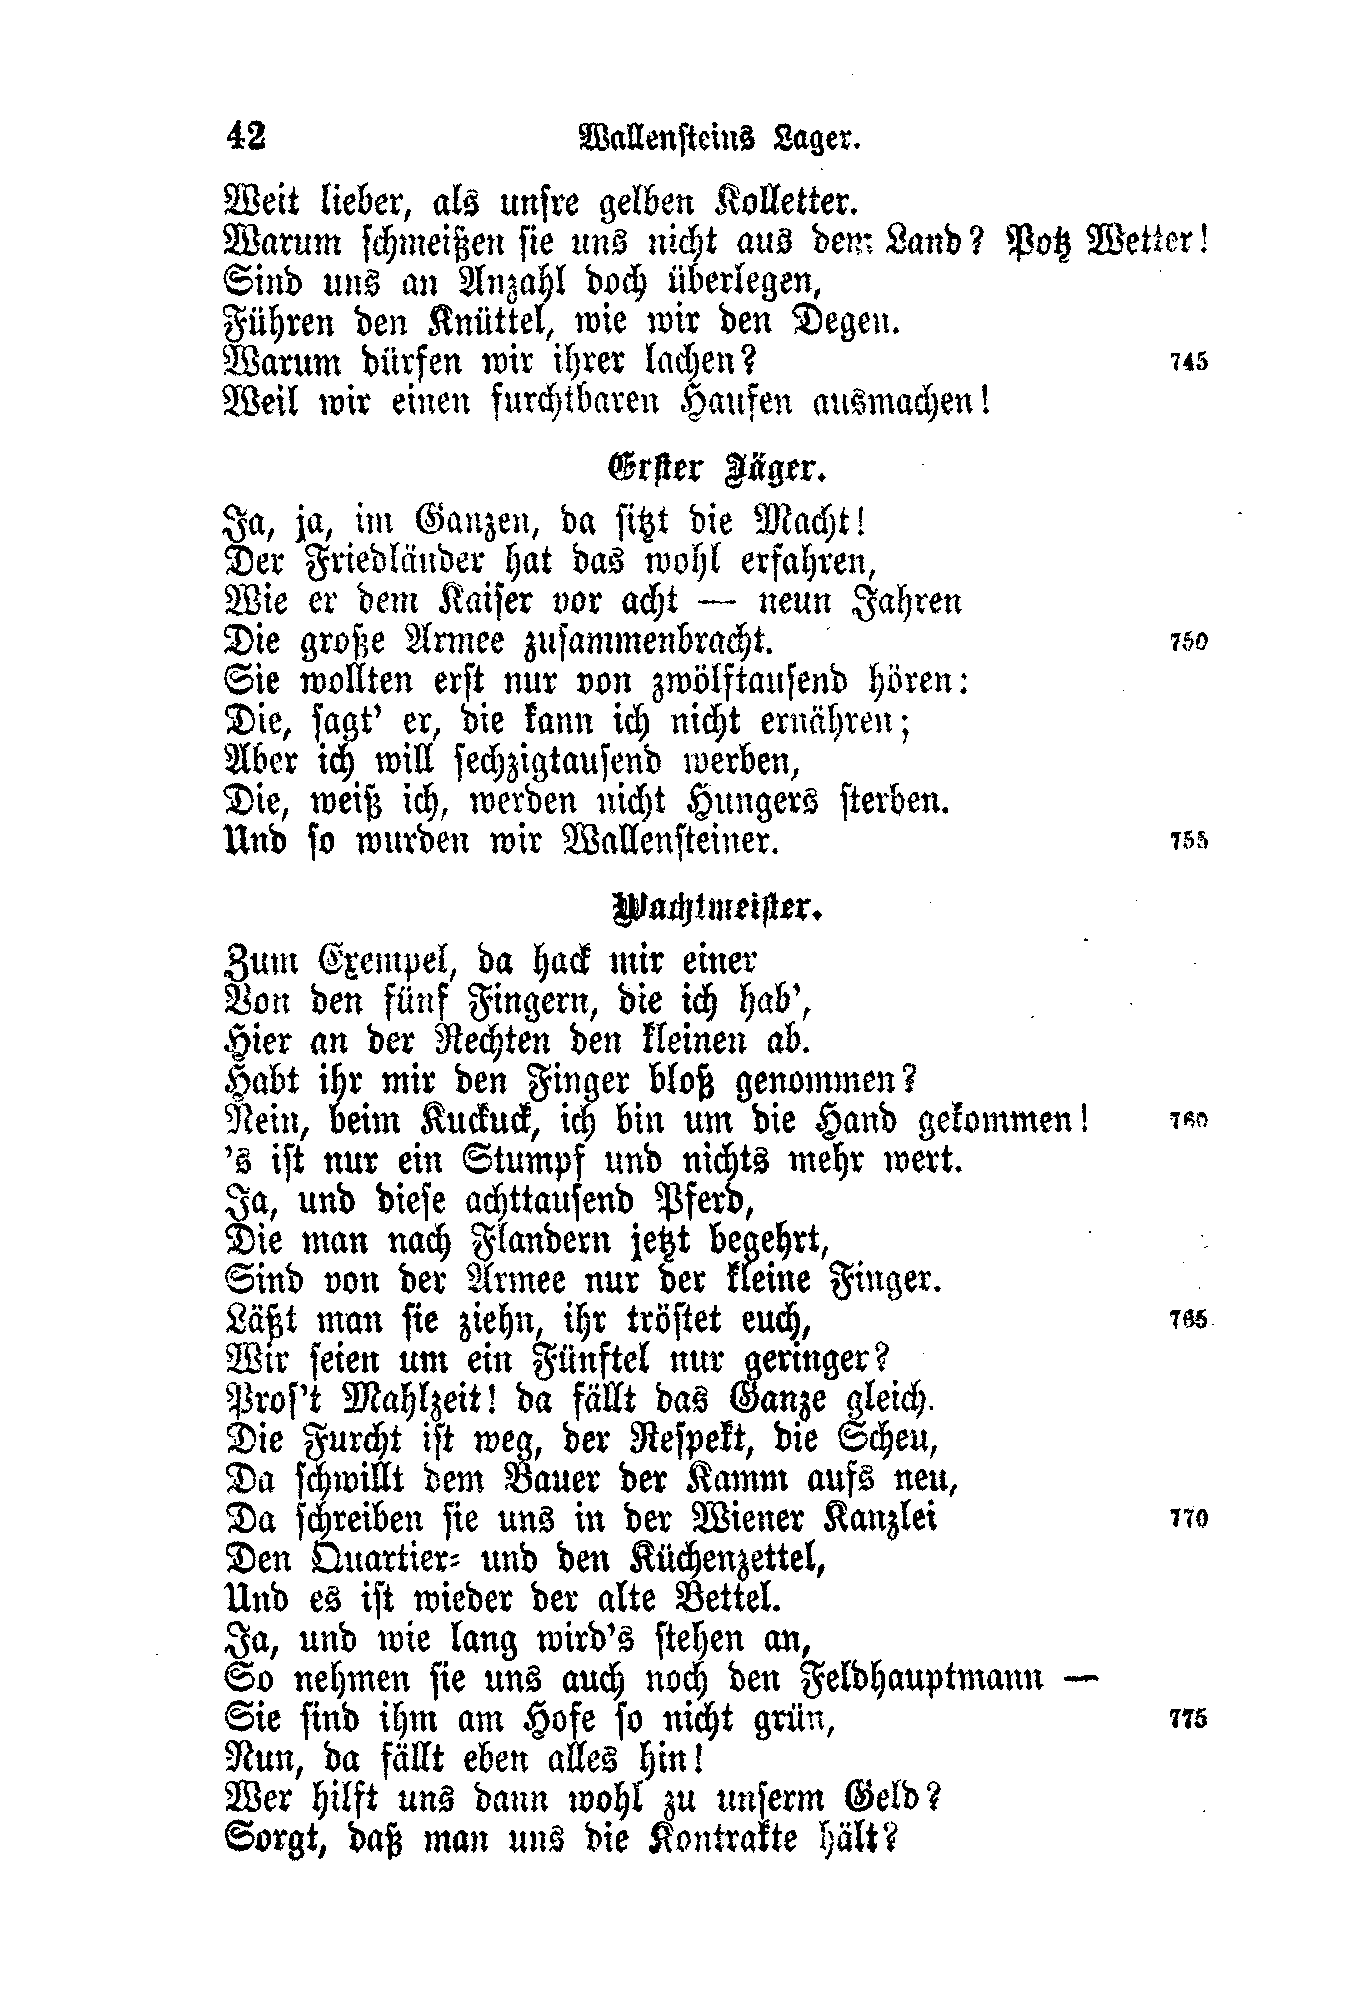 42 Wallensteins Lager.
Weit lieber, als unsre gelben Kolletter.
Warum schmeißen sie uns nicht aus dem Land? Potz Wetter!
Sind uns an Anzahl doch überlegen,
Führen den Knüttel, wie wir den Degen.
Warum dürfen wir ihrer lachen? 745
Weil wir einen furchtbaren Haufen ausmachen!
Erster Jäger.
Ja, ja, im Ganzen, da sitzt die Macht!
Der Friedländer hat das wohl erfahren,
Wie er dem Kaiser vor acht — neun Jahren
Die große Armee zusammenbracht. 750
Sie wollten erst nur von zwölftausend hören:
Die, sagt' er, die kann ich nicht ernähren;
Aber ich will sechzigtausend werben,
Die, weiß ich, werden nicht Hungers sterben.
Und so wurden wir Wallensteiner. 755
Wachtmeister.
Zum Exempel, da hack mir einer
Von den fünf Fingern, die ich hab',
Hier an der Rechten den kleinen ab.
Habt ihr mir den Finger bloß genommen?
Nein, beim Kuckuck, ich bin um die Hand gekommen! 760
's ist nur ein Stumpf und nichts mehr wert.
Ja, und diese achttausend Pferd,
Die man nach Flandern jetzt begehrt,
Sind von der Armee nur der kleine Finger.
Läßt man sie ziehn, ihr tröstet euch, 765
Wir seien um ein Fünftel nur geringer?
Pros't Mahlzeit! da fällt das Ganze gleich.
Die Furcht ist weg, der Respekt, die Scheu,
Da schwillt dem Bauer der Kamm aufs neu,
Da schreiben sie uns in der Wiener Kanzlei 770
Den Quartier- und den Küchenzettel,
Und es ist wieder der alte Bettel.
Ja, und wie lang wird's stehen an,
So nehmen sie uns auch noch den Feldhauptmann —
Sie sind ihm am Hofe so nicht grün, 775
Nun, da fällt eben alles hin!
Wer hilft uns dann wohl zu unserm Geld?
Sorgt, daß man uns die Kontrakte hält?